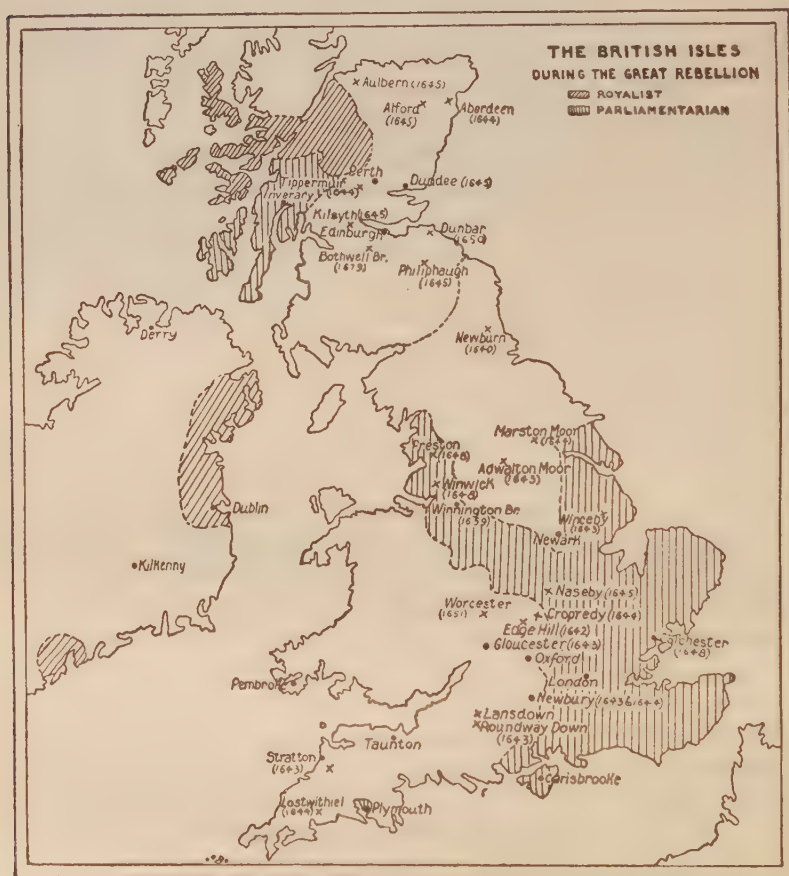 THE BRITISH ISLES
DURING THE GREAT REBELLION
ROYALIST
PARLIAMENTARIAN
Aulbern (1645)
Alford
(1645)
Aberdeen
(1644)
Perth
Dundee (1645)
Tippermuir
(1644)
Inverary
Kilsyth (1645)
Edinburgh
Dunbar
(1650)
Bothwell Br.
(1679)
Philiphaugh
(1645)
Derry
Newburn
(1640)
Marston Moor
(1644)
Preston
(1648)
Adwalton Moor
(1643)
Winwick
(1648)
Dublin
Winnington Br.
(1659)
Winceby
(1643)
Newark
Kilkenny
Naseby (1645)
Worcester
(1651)
Cropredy (1644)
Edge Hill (1642)
Gloucester (1643)
Colchester
(1648)
Oxford
London
Pembroke
Newbury (1643 & 1644)
Lansdown
Roundway Down
(1643)
Taunton
Stratton
(1643)
Carisbrooke
Lostwithiel
(1644)
Plymouth